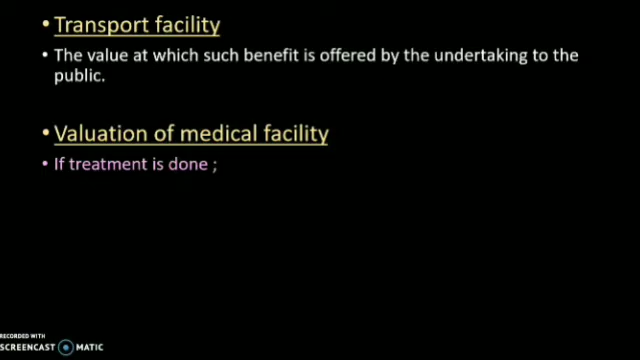 • Transport facility
• The value at which such benefit is offered by the undertaking to the
public.
• Valuation of medical facility
• If treatment is done ;
RECORDED WITH
SCREENCAST MATIC